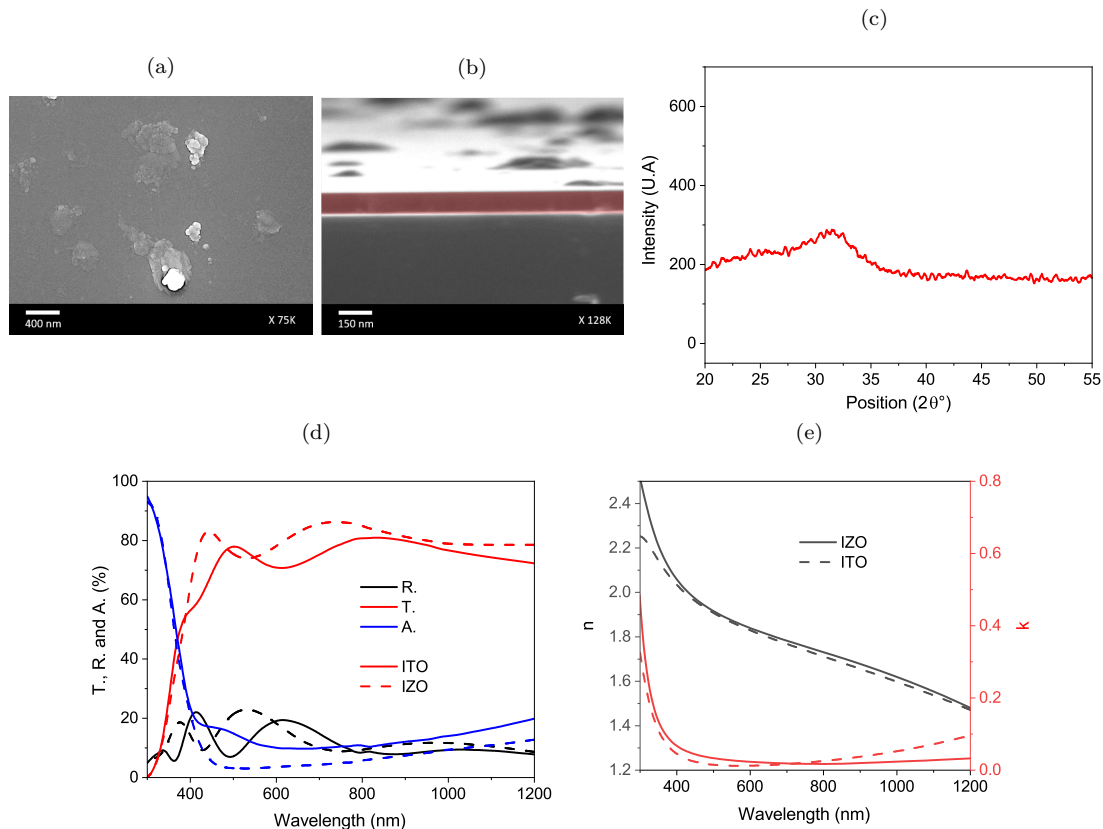 (a)
(b)
(c)
400 nm
X 75K
150 nm
X 128K
Intensity (U.A)
600
400
200
0
20 25 30 35 40 45 50 55
Position (2θ°)
(d)
(e)
T., R. and A. (%)
100
80
60
40
20
0
R.
T.
A.
ITO
IZO
400 600 800 1000 1200
Wavelength (nm)
n
2.4
2.2
2.0
1.8
1.6
1.4
1.2
IZO
ITO
0.8
0.6
0.4
0.2
0.0
k
400 600 800 1000 1200
Wavelength (nm)